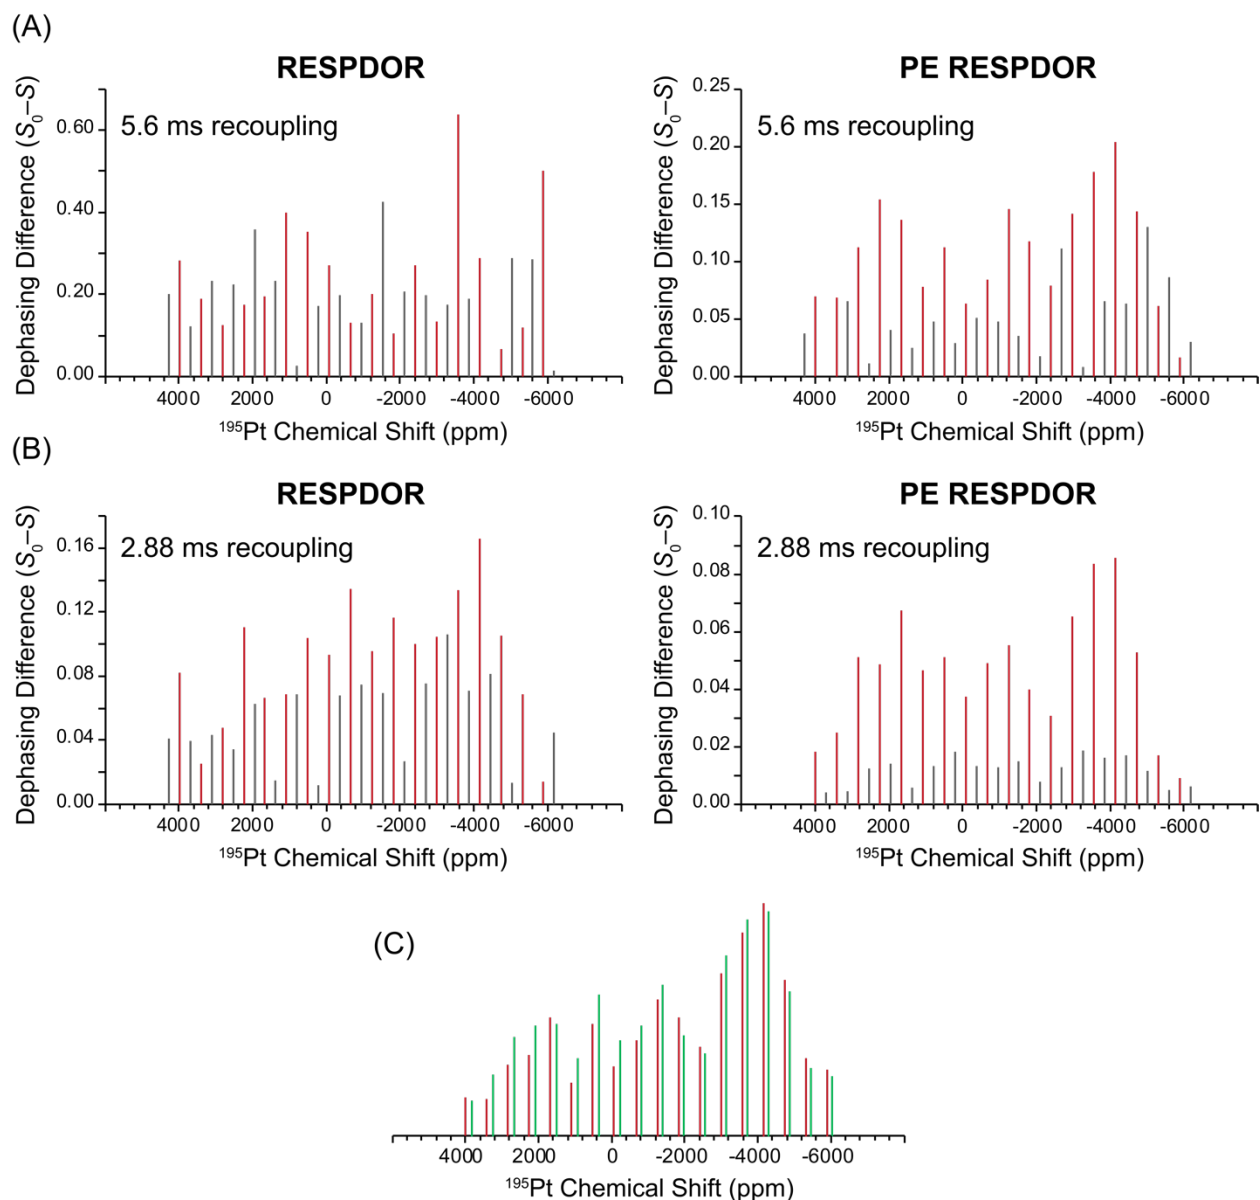 (A)
RESPDOR
PE RESPDOR
Dephasing Difference (S₀–S)
5.6 ms recoupling
0.60
0.40
0.20
0.00
4000 2000 0 -2000 -4000 -6000
¹⁹⁵Pt Chemical Shift (ppm)
Dephasing Difference (S₀–S)
5.6 ms recoupling
0.25
0.20
0.15
0.10
0.05
0.00
4000 2000 0 -2000 -4000 -6000
¹⁹⁵Pt Chemical Shift (ppm)
(B)
RESPDOR
PE RESPDOR
Dephasing Difference (S₀–S)
2.88 ms recoupling
0.16
0.12
0.08
0.04
0.00
4000 2000 0 -2000 -4000 -6000
¹⁹⁵Pt Chemical Shift (ppm)
Dephasing Difference (S₀–S)
2.88 ms recoupling
0.10
0.08
0.06
0.04
0.02
0.00
4000 2000 0 -2000 -4000 -6000
¹⁹⁵Pt Chemical Shift (ppm)
(C)
4000 2000 0 -2000 -4000 -6000
¹⁹⁵Pt Chemical Shift (ppm)